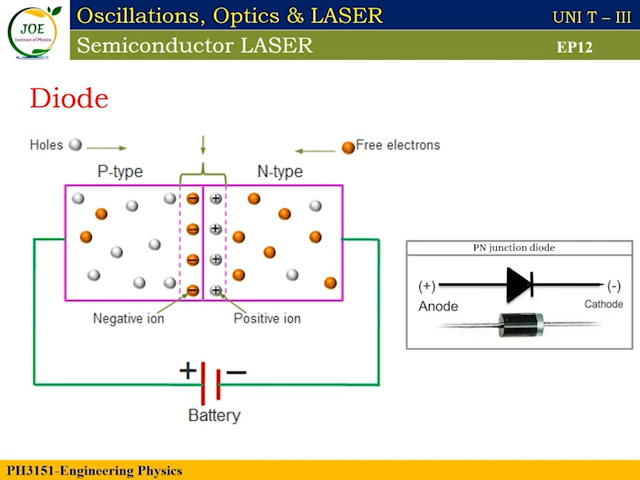 JOE
Institute of Physics
Oscillations, Optics & LASER
UNI T – III
Semiconductor LASER
EP12
Diode
Holes
Free electrons
P-type
N-type
Negative ion
Positive ion
+
−
Battery
PN junction diode
(+)
(-)
Anode
Cathode
PH3151-Engineering Physics